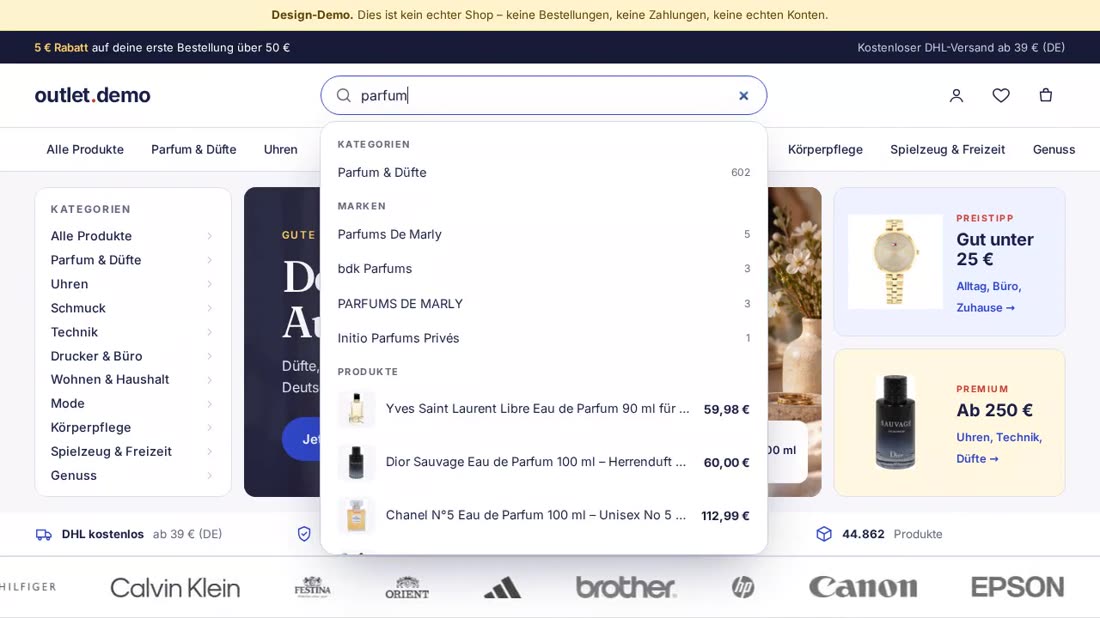 Design-Demo. Dies ist kein echter Shop – keine Bestellungen, keine Zahlungen, keine echten Konten.
5 € Rabatt auf deine erste Bestellung über 50 €
Kostenloser DHL-Versand ab 39 € (DE)
outlet.demo
parfum
Alle Produkte
Parfum & Düfte
Uhren
Körperpflege
Spielzeug & Freizeit
Genuss
KATEGORIEN
Alle Produkte
Parfum & Düfte
Uhren
Schmuck
Technik
Drucker & Büro
Wohnen & Haushalt
Mode
Körperpflege
Spielzeug & Freizeit
Genuss
GUTE
Düfte,
KATEGORIEN
Parfum & Düfte 602
MARKEN
Parfums De Marly 5
bdk Parfums 3
PARFUMS DE MARLY 3
Initio Parfums Privés 1
PRODUKTE
Yves Saint Laurent Libre Eau de Parfum 90 ml für ... 59,98 €
Dior Sauvage Eau de Parfum 100 ml – Herrenduft ... 60,00 €
Chanel N°5 Eau de Parfum 100 ml – Unisex No 5 ... 112,99 €
00 ml
PREISTIPP
Gut unter
25 €
Alltag, Büro,
Zuhause →
SAUVAGE
Dior
PREMIUM
Ab 250 €
Uhren, Technik,
Düfte →
DHL kostenlos ab 39 € (DE)
44.862 Produkte
HILFIGER
Calvin Klein
FESTINA
ORIENT
brother
hp
Canon
EPSON